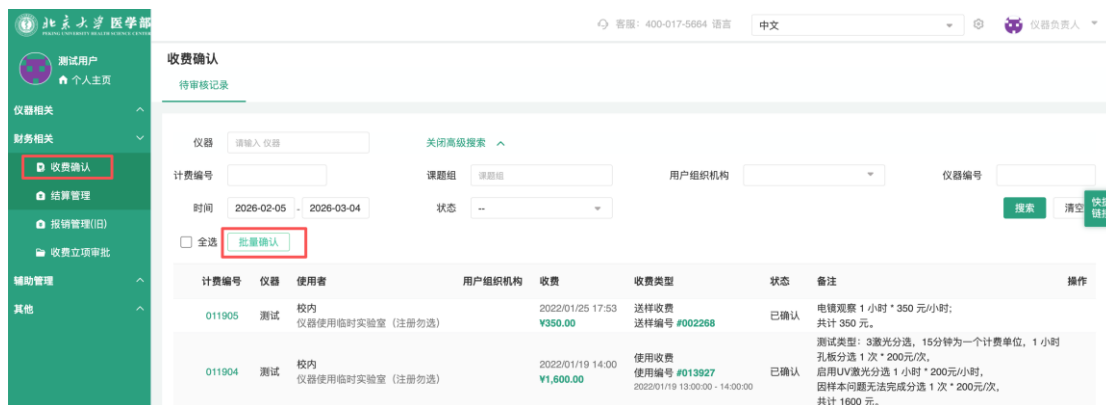 北京大学 医学部
PEKING UNIVERSITY HEALTH SCIENCE CENTER
客服：400-017-5664 语言 中文 仪器负责人
测试用户
个人主页
仪器相关
财务相关
收费确认
结算管理
报销管理(旧)
收费立项审批
辅助管理
其他
收费确认
待审核记录
仪器 请输入 仪器 关闭高级搜索
计费编号 课题组 课题组 用户组织机构 仪器编号
时间 2026-02-05 - 2026-03-04 状态 -- 搜索 清空
快捷
链接
全选 批量确认
计费编号 仪器 使用者 用户组织机构 收费 收费类型 状态 备注 操作
011905 测试 校内
仪器使用临时实验室（注册勿选）
2022/01/25 17:53
¥350.00
送样收费
送样编号 #002268
已确认
电镜观察 1 小时 * 350 元/小时;
共计 350 元。
011904 测试 校内
仪器使用临时实验室（注册勿选）
2022/01/19 14:00
¥1,600.00
使用收费
使用编号 #013927
2022/01/19 13:00:00 - 14:00:00
已确认
测试类型：3激光分选，15分钟为一个计费单位，1 小时
孔板分选 1 次 * 200元/次，
启用UV激光分选 1 小时 * 200元/小时，
因样本问题无法完成分选 1 次 * 200元/次，
共计 1600 元。